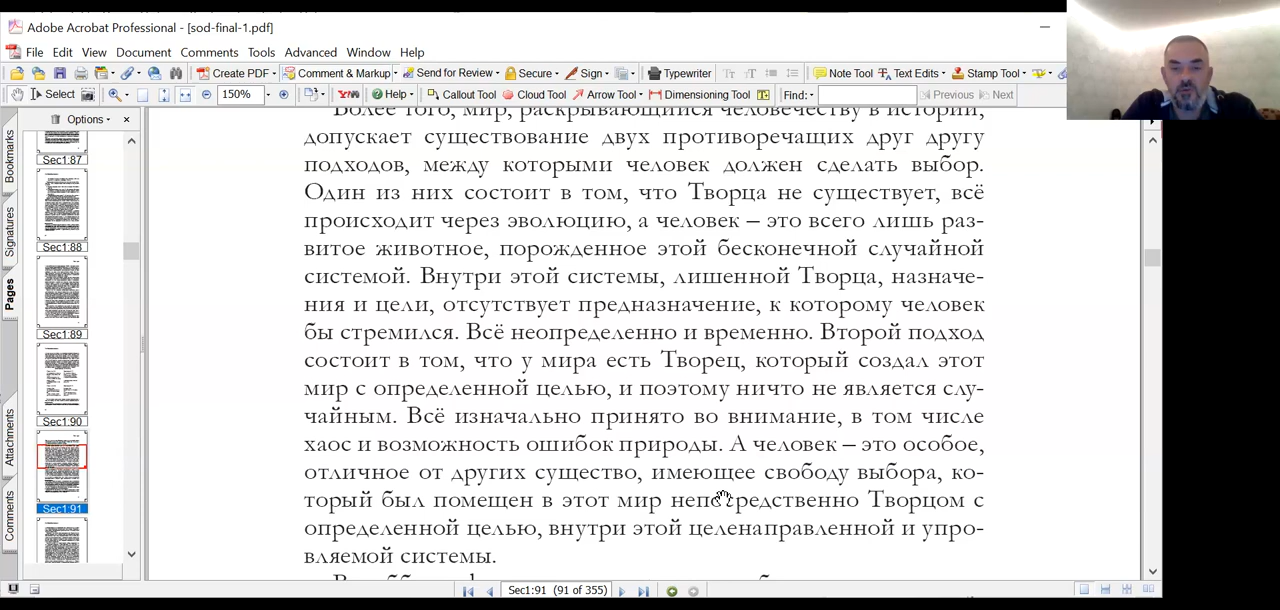 Adobe Acrobat Professional - [sod-final-1.pdf]
File Edit View Document Comments Tools Advanced Window Help
Create PDF Comment & Markup Send for Review Secure Sign Typewriter Note Tool Text Edits Stamp Tool
Select 150% Help Callout Tool Cloud Tool Arrow Tool Dimensioning Tool Find: Previous Next
Options
Bookmarks
Signatures
Pages
Attachments
Comments
Sec1:87
Sec1:88
Sec1:89
Sec1:90
Sec1:91
Более того, мир, раскрывающийся человечеству в истории,
допускает существование двух противоречащих друг другу
подходов, между которыми человек должен сделать выбор.
Один из них состоит в том, что Творца не существует, всё
происходит через эволюцию, а человек – это всего лишь раз-
витое животное, порожденное этой бесконечной случайной
системой. Внутри этой системы, лишенной Творца, назначе-
ния и цели, отсутствует предназначение, к которому человек
бы стремился. Всё неопределенно и временно. Второй подход
состоит в том, что у мира есть Творец, который создал этот
мир с определенной целью, и поэтому ничто не является слу-
чайным. Всё изначально принято во внимание, в том числе
хаос и возможность ошибок природы. А человек – это особое,
отличное от других существо, имеющее свободу выбора, ко-
торый был помещен в этот мир непосредственно Творцом с
определенной целью, внутри этой целенаправленной и упро-
вляемой системы.
Sec1:91 (91 of 355)